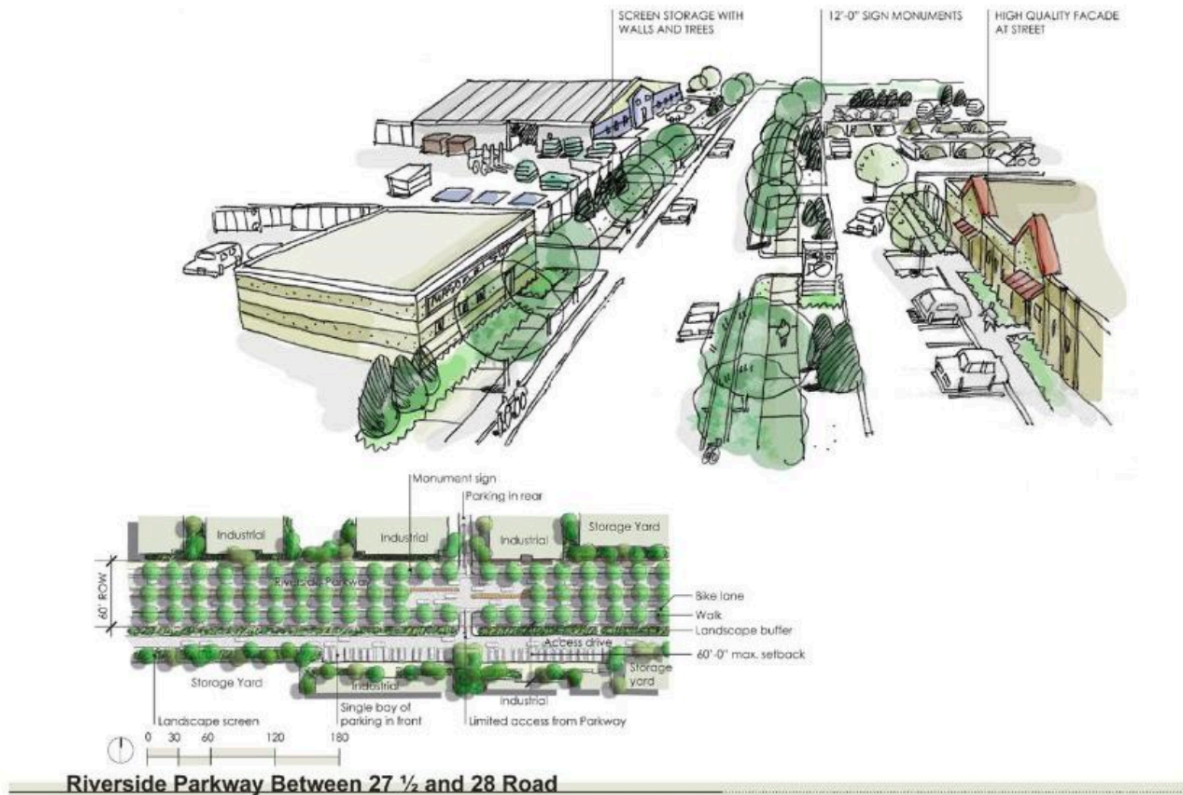 SCREEN STORAGE WITH
WALLS AND TREES
12'-0" SIGN MONUMENTS
HIGH QUALITY FACADE
AT STREET
Monument sign
Parking in rear
Industrial
Industrial
Industrial
Storage Yard
60' ROW
Riverside Parkway
Bike lane
Walk
Landscape buffer
Access drive
60'-0" max. setback
Storage Yard
Industrial
Storage
yard
Industrial
Landscape screen
Single bay of
parking in front
Limited access from Parkway
0 30 60 120 180
Riverside Parkway Between 27 ½ and 28 Road